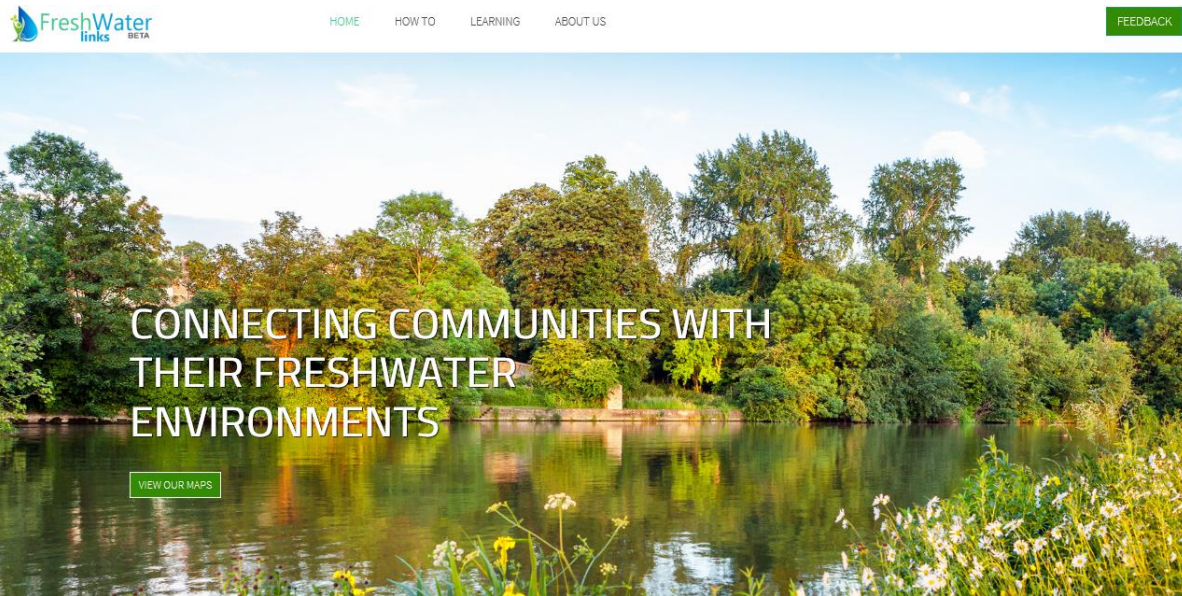 FreshWater
links BETA
HOME HOW TO LEARNING ABOUT US
FEEDBACK
CONNECTING COMMUNITIES WITH
THEIR FRESHWATER
ENVIRONMENTS
VIEW OUR MAPS